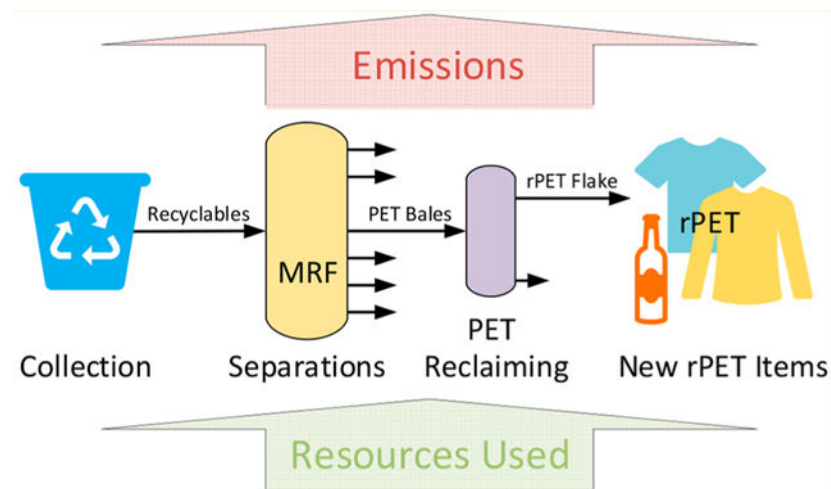 Emissions
Recyclables
PET Bales
rPET Flake
rPET
MRF
Collection
Separations
PET
Reclaiming
New rPET Items
Resources Used